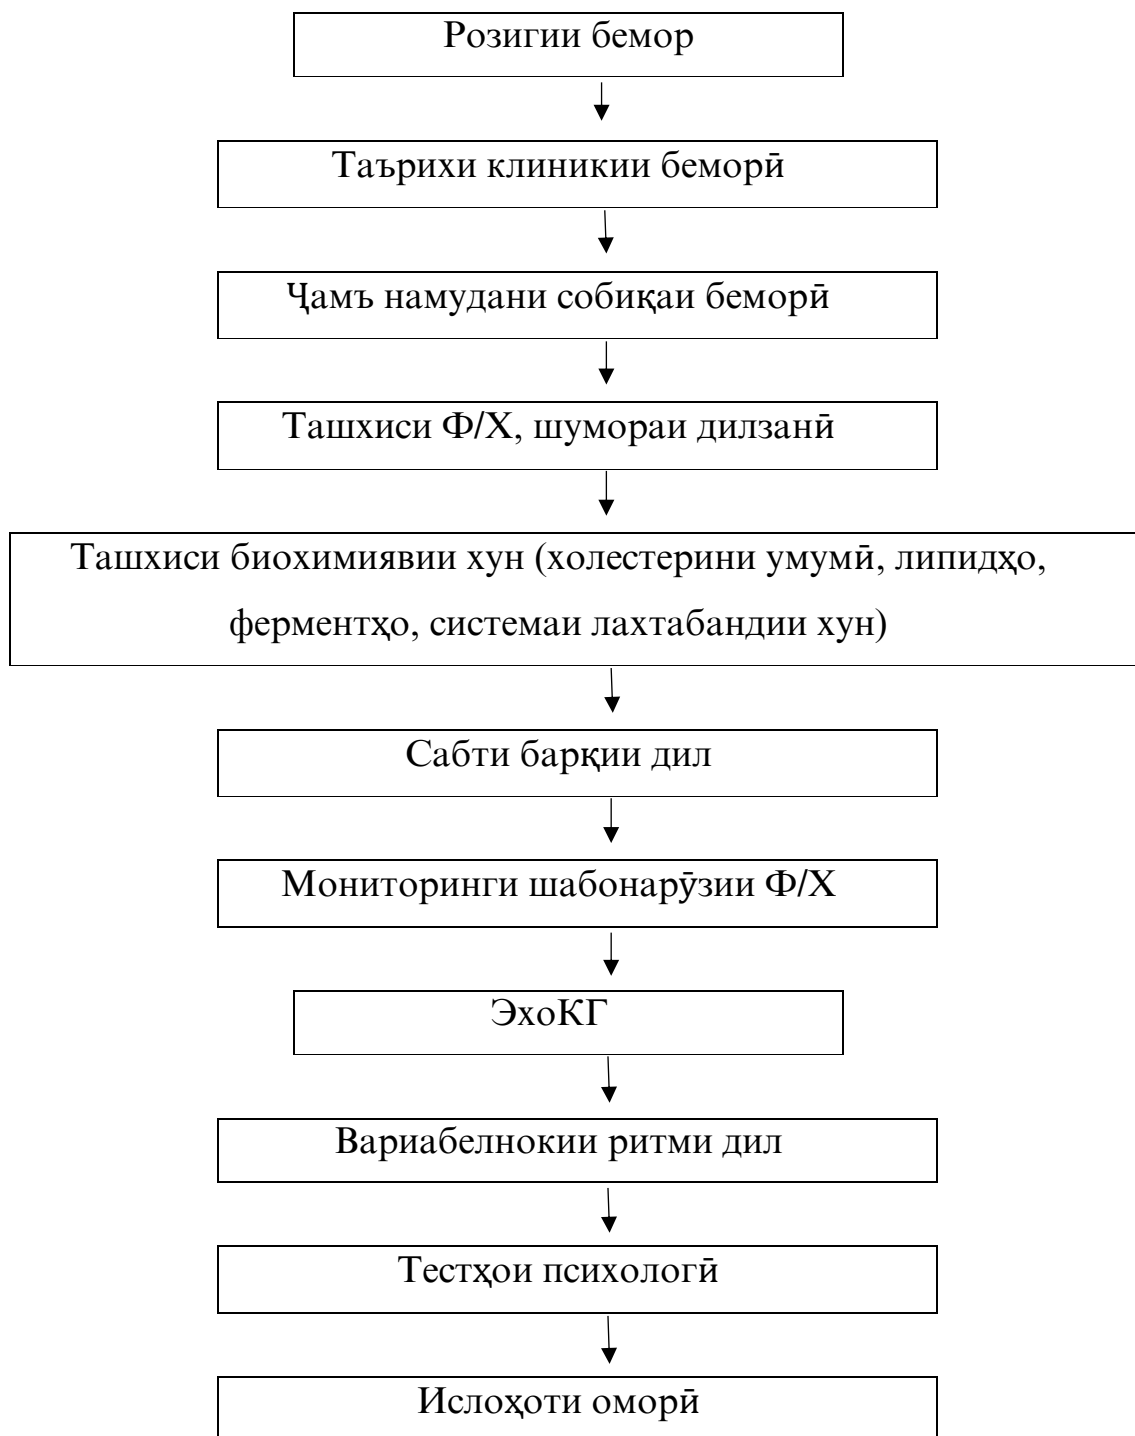 Розигии бемор
Таърихи клиникии беморӣ
Ҷамъ намудани собиқаи беморӣ
Ташхиси Ф/Х, шумораи дилзанӣ
Ташхиси биохимиявии хун (холестерини умумӣ, липидҳо,
ферментҳо, системаи лахтабандии хун)
Сабти барқии дил
Мониторинги шабонарӯзии Ф/Х
ЭхоКГ
Вариабелнокии ритми дил
Тестҳои психологӣ
Ислоҳоти оморӣ